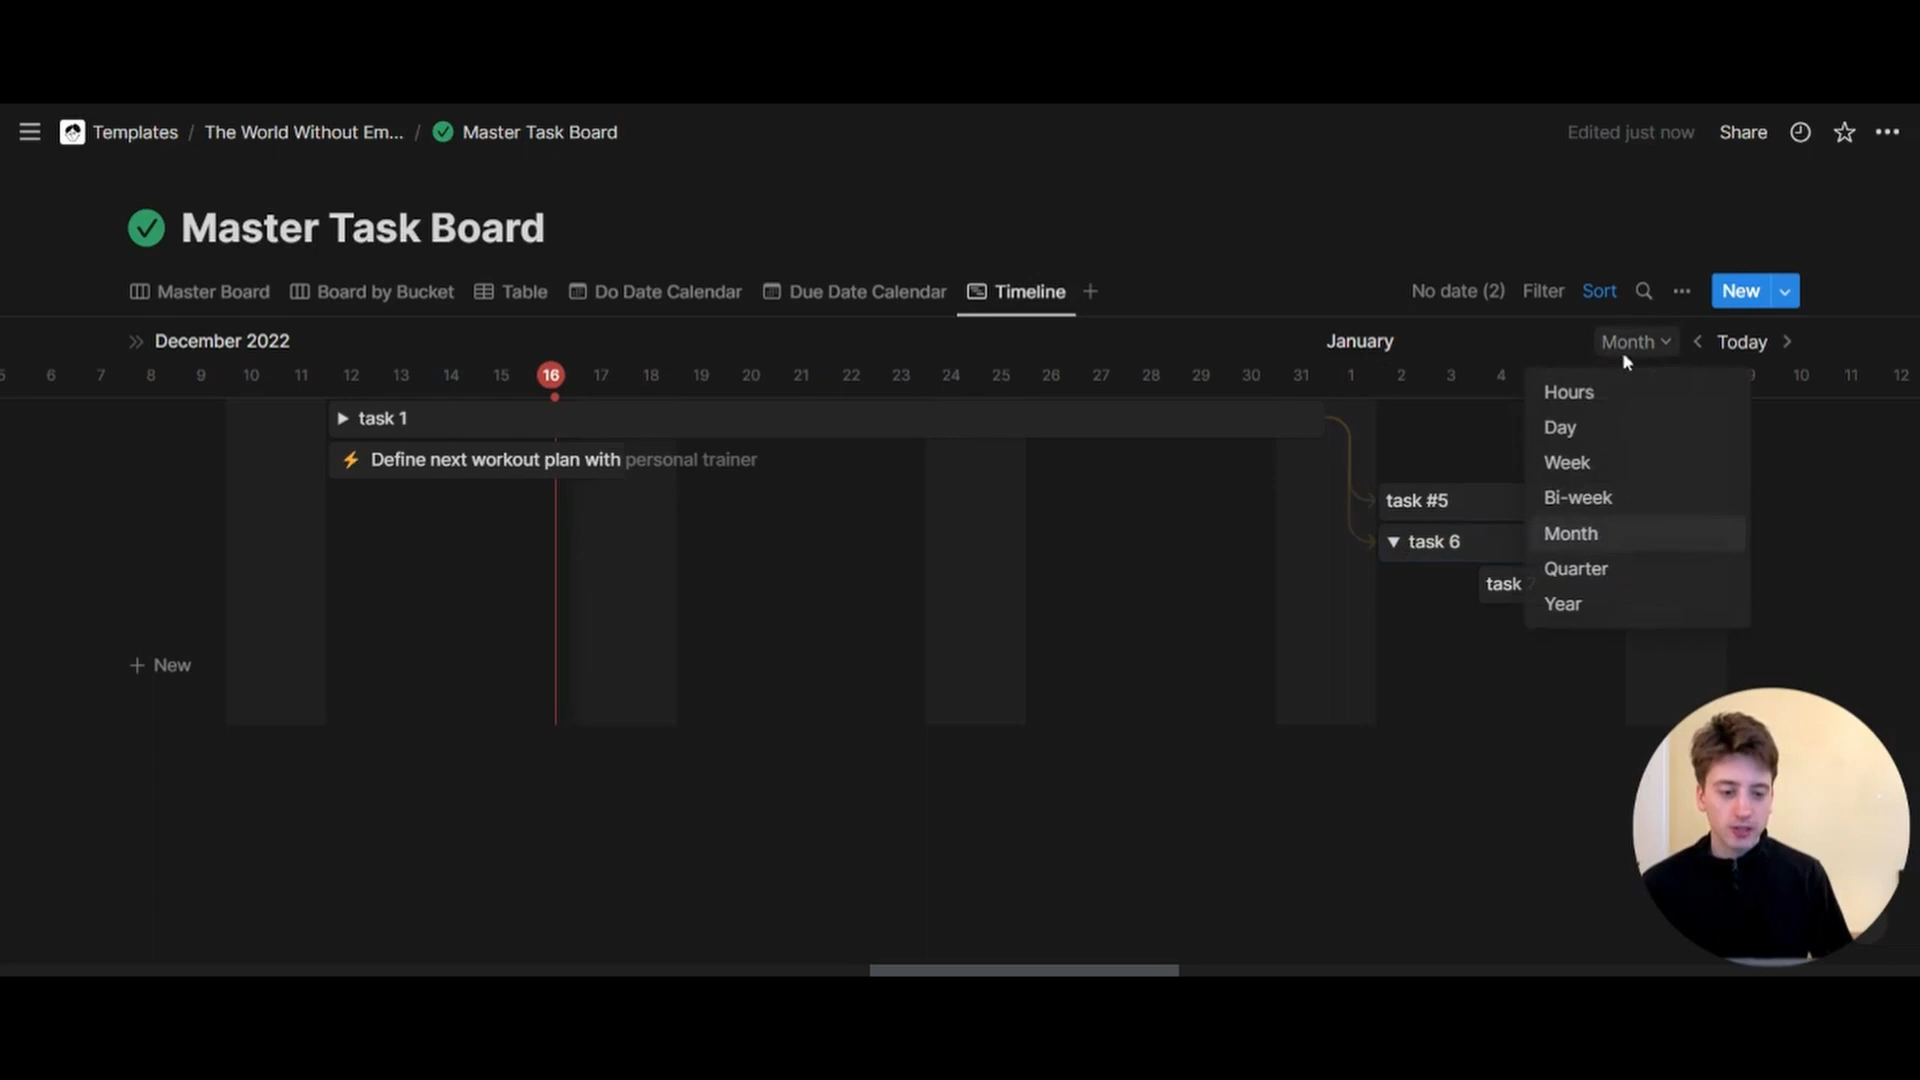 Templates / The World Without Em... / Master Task Board
Edited just now Share
Master Task Board
Master Board Board by Bucket Table Do Date Calendar Due Date Calendar Timeline
No date (2) Filter Sort New
December 2022 January Month Today
6 7 8 9 10 11 12 13 14 15 16 17 18 19 20 21 22 23 24 25 26 27 28 29 30 31 1 2 3 4 10 11 12
task 1
Define next workout plan with personal trainer
task #5
task 6
task
Hours
Day
Week
Bi-week
Month
Quarter
Year
+ New